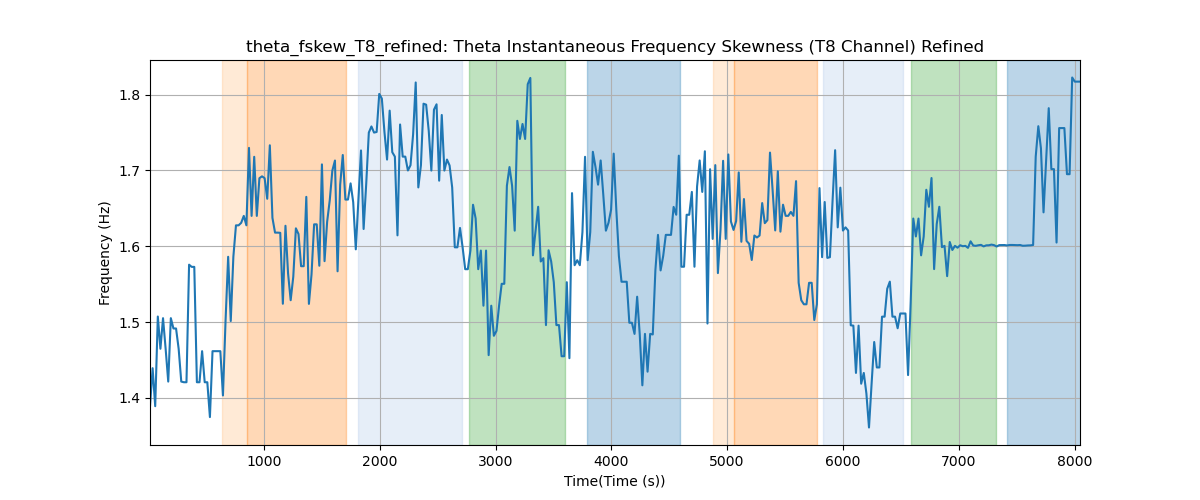 theta_fskew_T8_refined: Theta Instantaneous Frequency Skewness (T8 Channel) Refined
1.8
1.7
1.6
1.5
1.4
Frequency (Hz)
1000 2000 3000 4000 5000 6000 7000 8000
Time(Time (s))